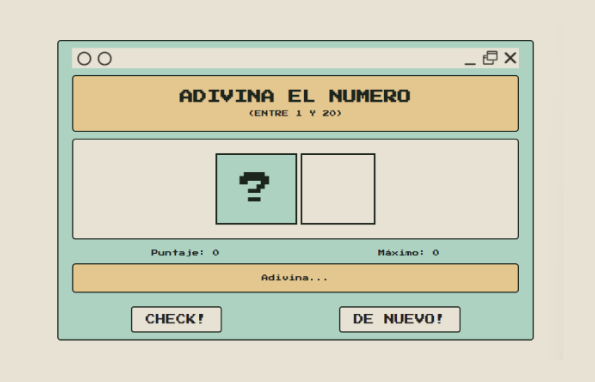 ADIVINA EL NUMERO
(ENTRE 1 Y 20)
?
Puntaje: 0
Máximo: 0
Adivina...
CHECK!
DE NUEVO!